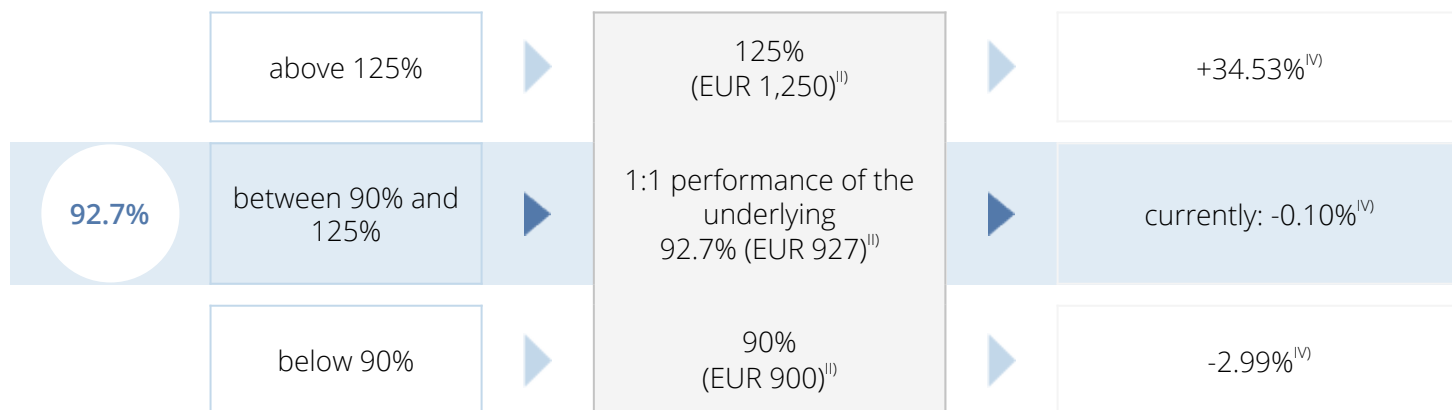 above 125%
125%
(EUR 1,250)II)
+34.53%IV)
92.7%
between 90% and
125%
1:1 performance of the
underlying
92.7% (EUR 927)II)
currently: -0.10%IV)
below 90%
90%
(EUR 900)II)
-2.99%IV)